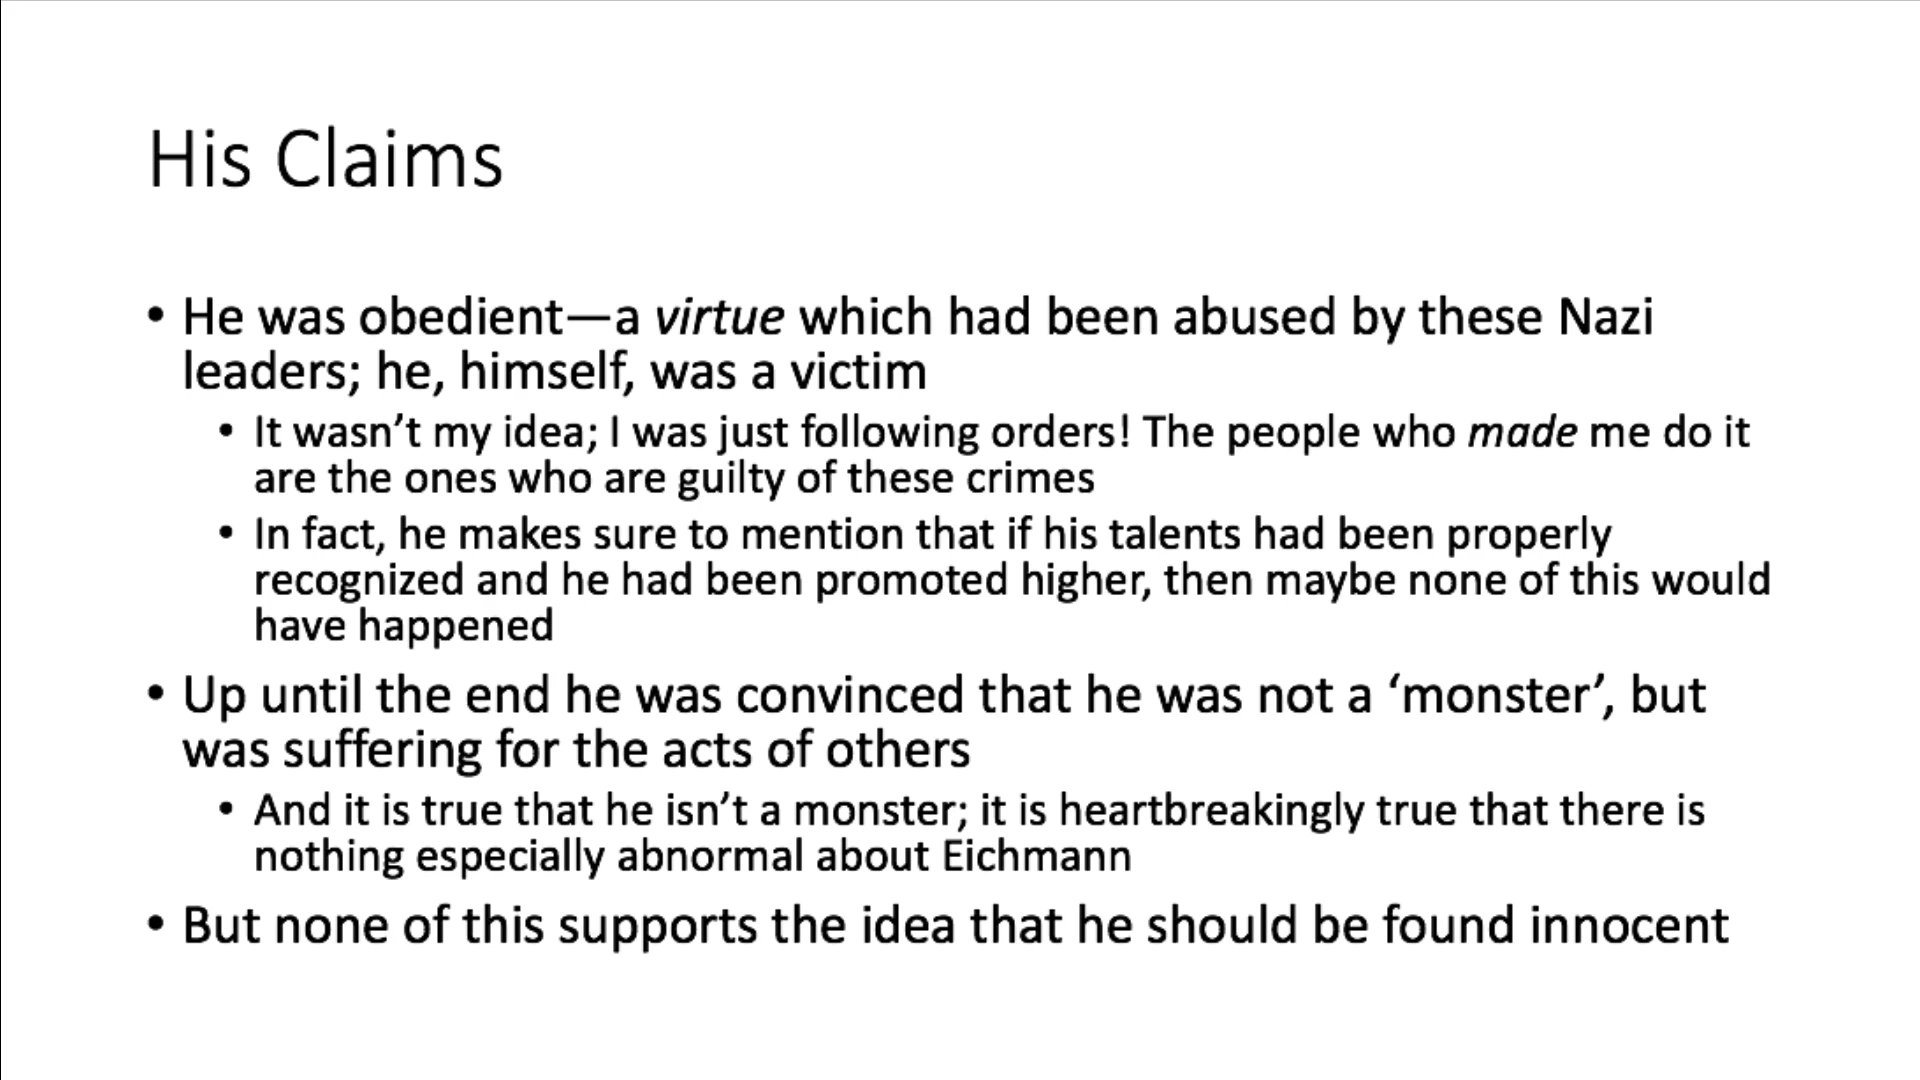 His Claims
• He was obedient—a virtue which had been abused by these Nazi
leaders; he, himself, was a victim
• It wasn’t my idea; I was just following orders! The people who made me do it
are the ones who are guilty of these crimes
• In fact, he makes sure to mention that if his talents had been properly
recognized and he had been promoted higher, then maybe none of this would
have happened
• Up until the end he was convinced that he was not a ‘monster’, but
was suffering for the acts of others
• And it is true that he isn’t a monster; it is heartbreakingly true that there is
nothing especially abnormal about Eichmann
• But none of this supports the idea that he should be found innocent